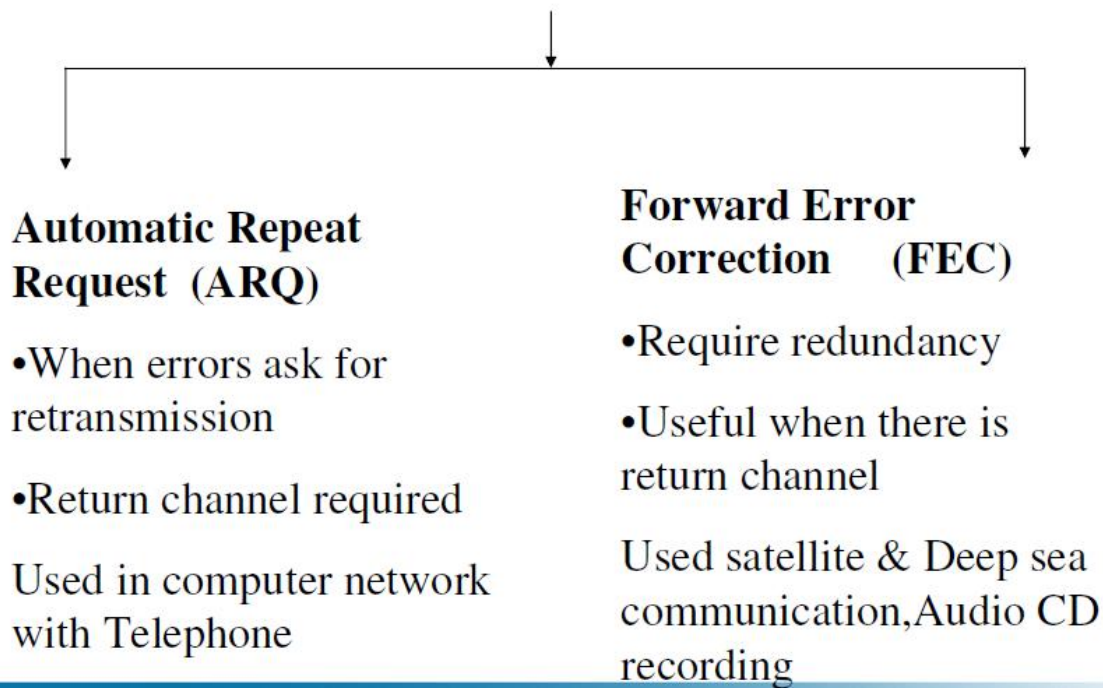 Automatic Repeat
Request (ARQ)
•When errors ask for
retransmission
•Return channel required
Used in computer network
with Telephone
Forward Error
Correction (FEC)
•Require redundancy
•Useful when there is
return channel
Used satellite & Deep sea
communication,Audio CD
recording